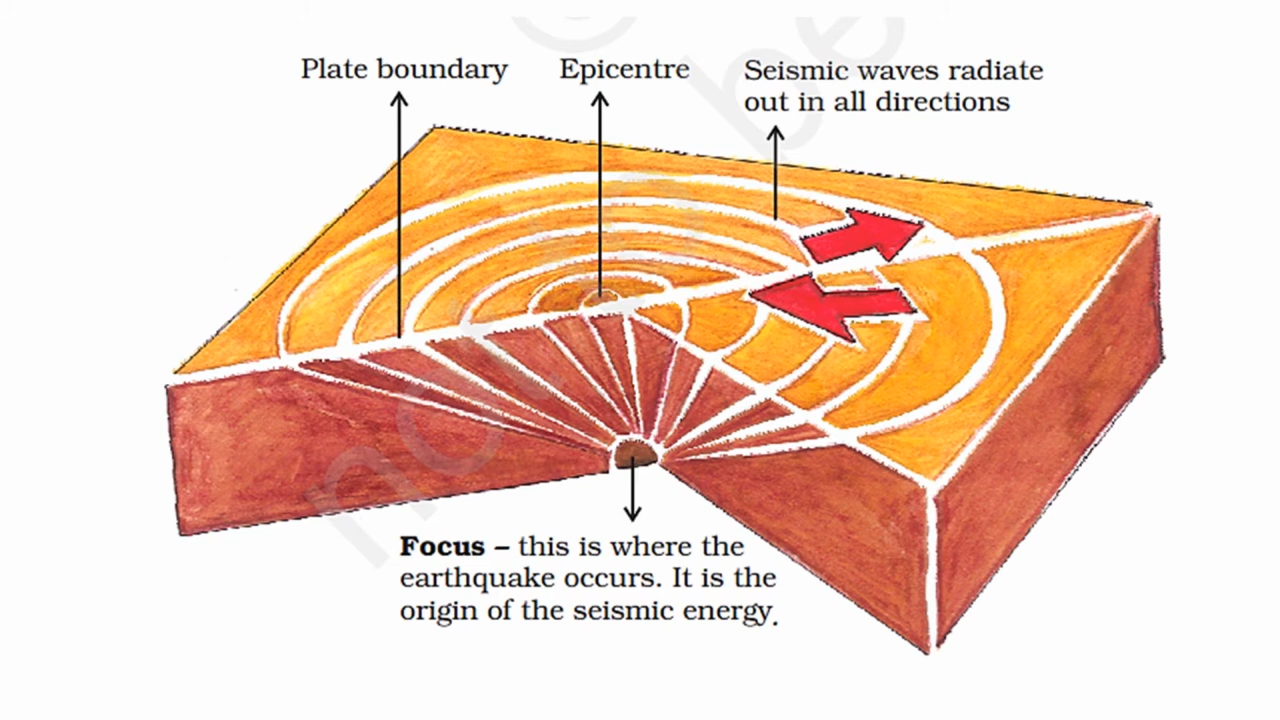 Plate boundary
Epicentre
Seismic waves radiate
out in all directions
Focus – this is where the
earthquake occurs. It is the
origin of the seismic energy.